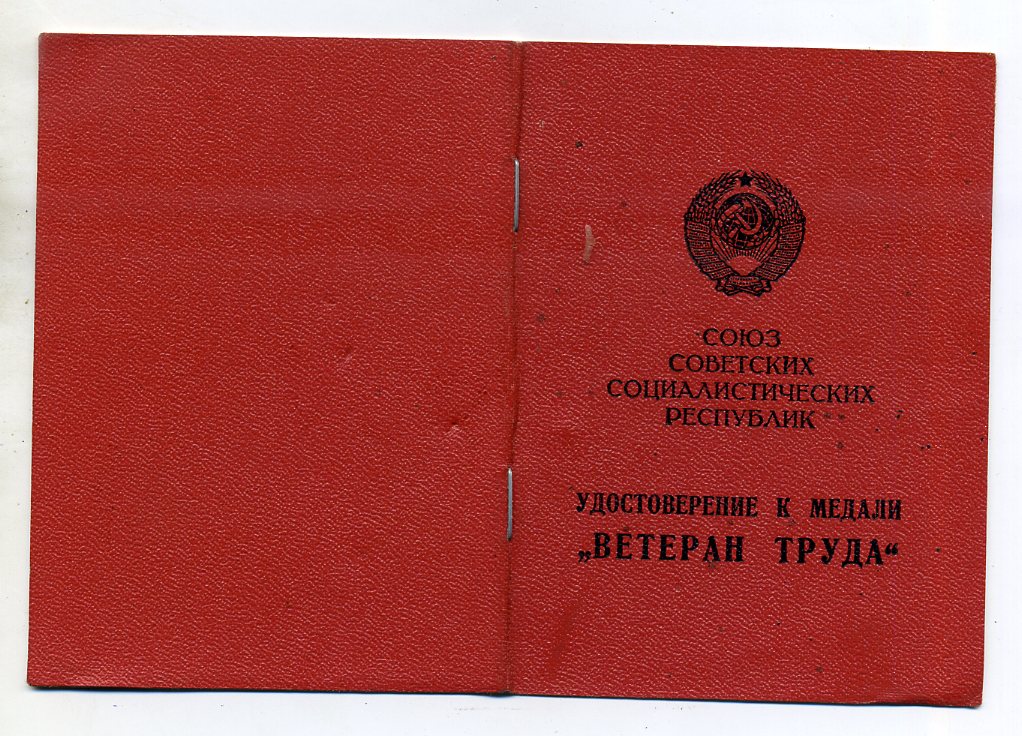 СОЮЗ
СОВЕТСКИХ
СОЦИАЛИСТИЧЕСКИХ
РЕСПУБЛИК
УДОСТОВЕРЕНИЕ К МЕДАЛИ
„ВЕТЕРАН ТРУДА“